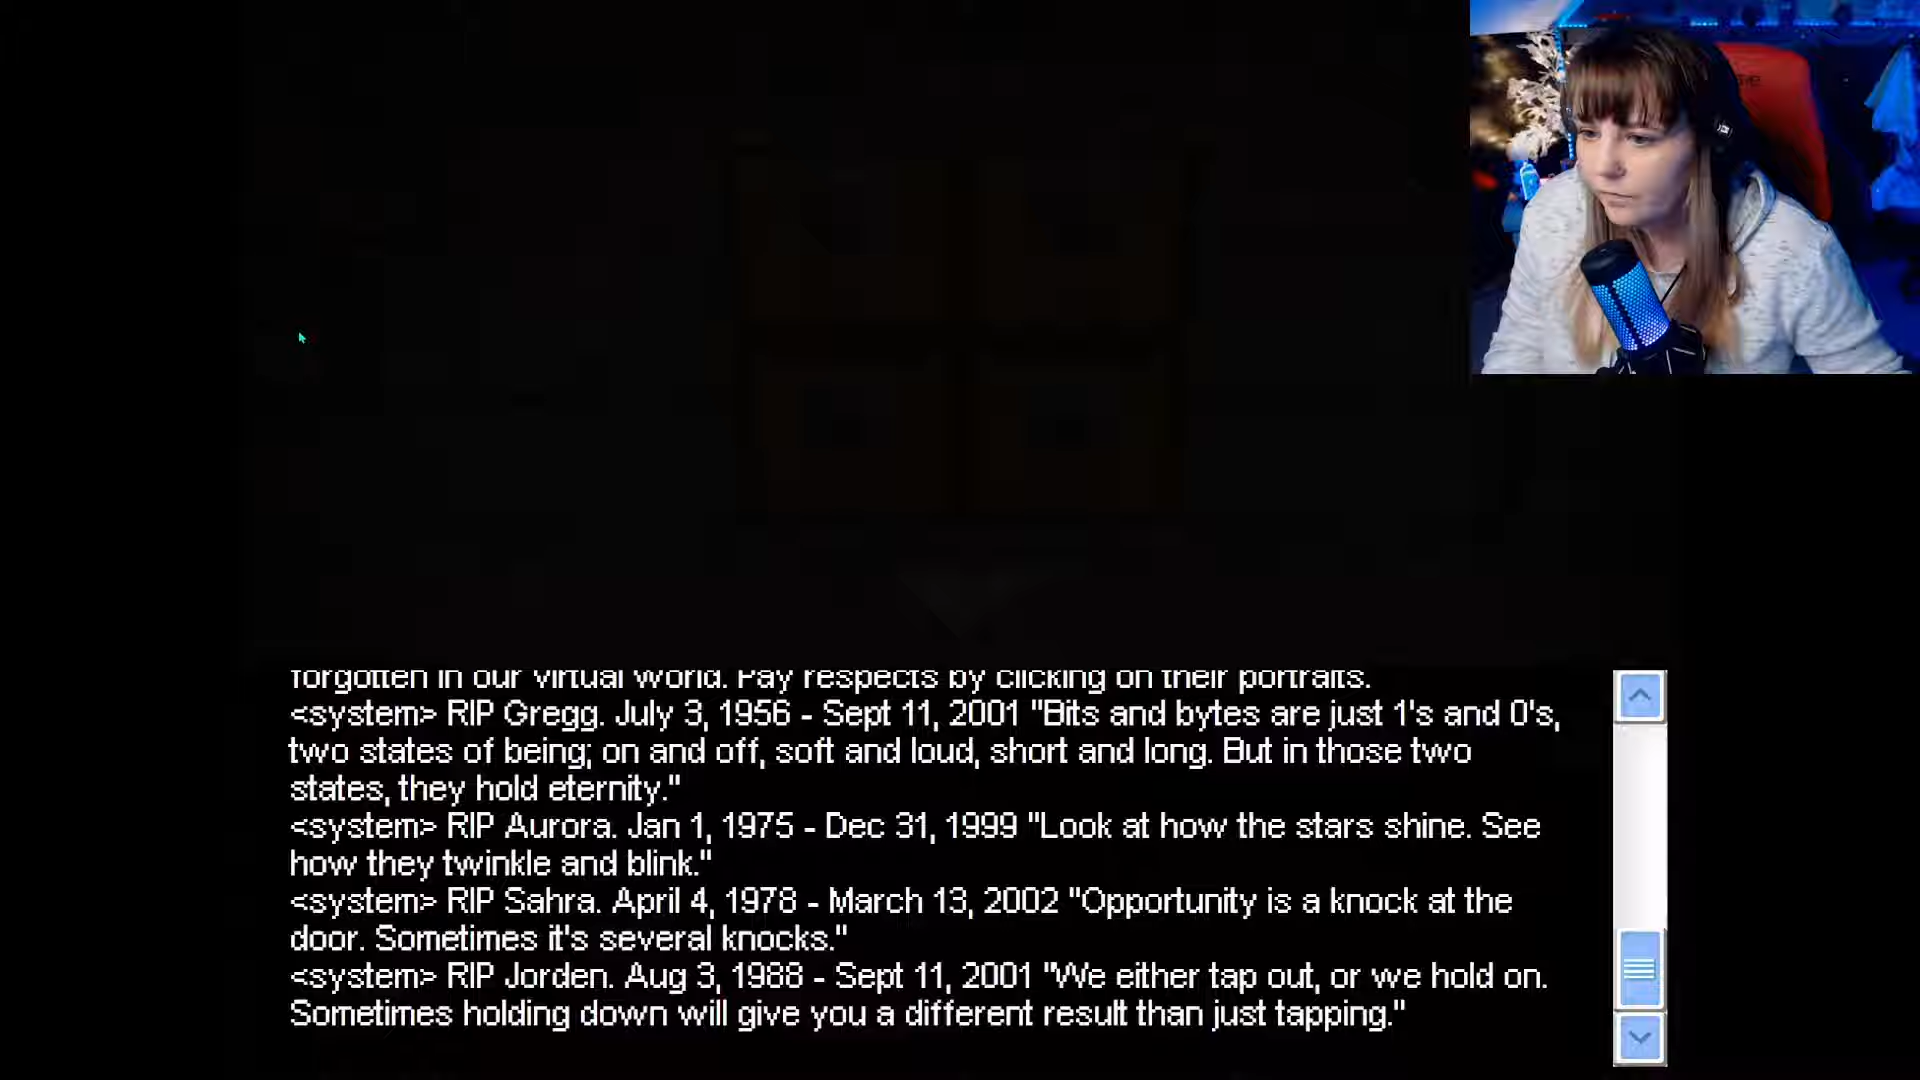 forgotten in our virtual world. Pay respects by clicking on their portraits.
<system> RIP Gregg. July 3, 1956 - Sept 11, 2001 "Bits and bytes are just 1's and 0's,
two states of being; on and off, soft and loud, short and long. But in those two
states, they hold eternity."
<system> RIP Aurora. Jan 1, 1975 - Dec 31, 1999 "Look at how the stars shine. See
how they twinkle and blink."
<system> RIP Sahra. April 4, 1978 - March 13, 2002 "Opportunity is a knock at the
door. Sometimes it's several knocks."
<system> RIP Jorden. Aug 3, 1988 - Sept 11, 2001 "We either tap out, or we hold on.
Sometimes holding down will give you a different result than just tapping."